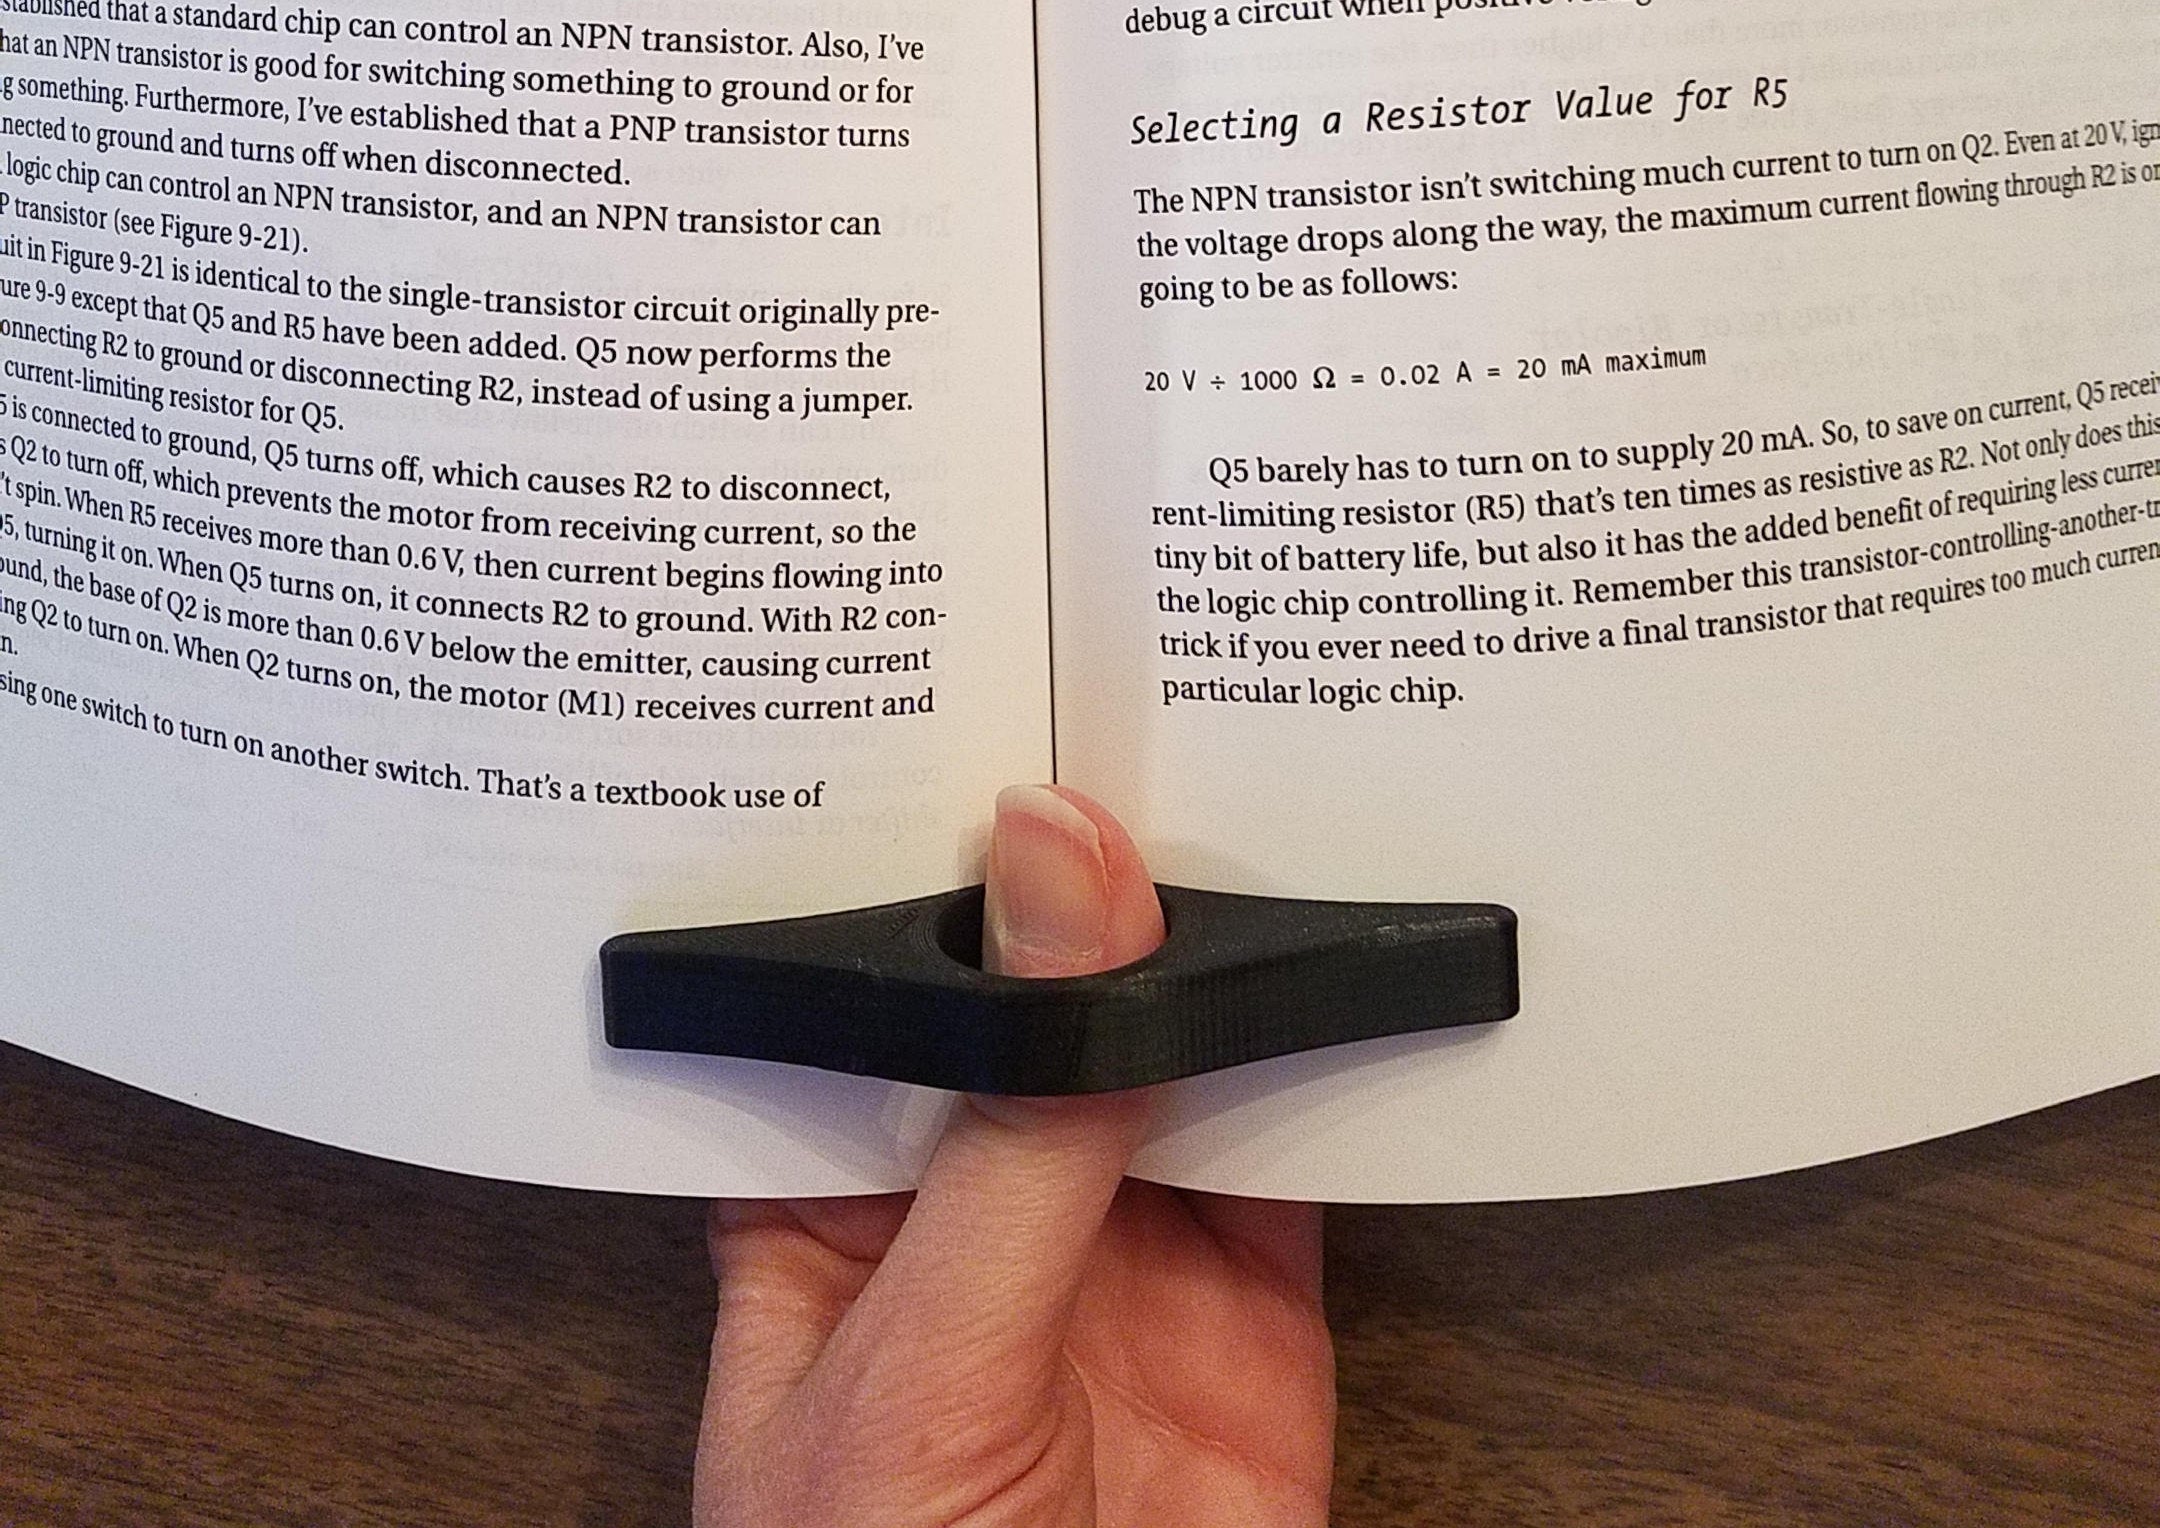 that a standard chip can control an NPN transistor. Also, I've
hat an NPN transistor is good for switching something to ground or for
g something. Furthermore, I've established that a PNP transistor turns
nected to ground and turns off when disconnected.
logic chip can control an NPN transistor, and an NPN transistor can
P transistor (see Figure 9-21).
uit in Figure 9-21 is identical to the single-transistor circuit originally pre-
ure 9-9 except that Q5 and R5 have been added. Q5 now performs the
onnecting R2 to ground or disconnecting R2, instead of using a jumper.
current-limiting resistor for Q5.
5 is connected to ground, Q5 turns off, which causes R2 to disconnect,
s Q2 to turn off, which prevents the motor from receiving current, so the
't spin. When R5 receives more than 0.6 V, then current begins flowing into
5, turning it on. When Q5 turns on, it connects R2 to ground. With R2 con-
ound, the base of Q2 is more than 0.6 V below the emitter, causing current
ing Q2 to turn on. When Q2 turns on, the motor (M1) receives current and
n.
sing one switch to turn on another switch. That's a textbook use of
debug a circuit when
Selecting a Resistor Value for R5
The NPN transistor isn't switching much current to turn on Q2. Even at 20 V, ign
the voltage drops along the way, the maximum current flowing through R2 is on
going to be as follows:
20 V ÷ 1000 Ω = 0.02 A = 20 mA maximum
Q5 barely has to turn on to supply 20 mA. So, to save on current, Q5 recei
rent-limiting resistor (R5) that's ten times as resistive as R2. Not only does this
tiny bit of battery life, but also it has the added benefit of requiring less curre
the logic chip controlling it. Remember this transistor-controlling-another-tr
trick if you ever need to drive a final transistor that requires too much curren
particular logic chip.